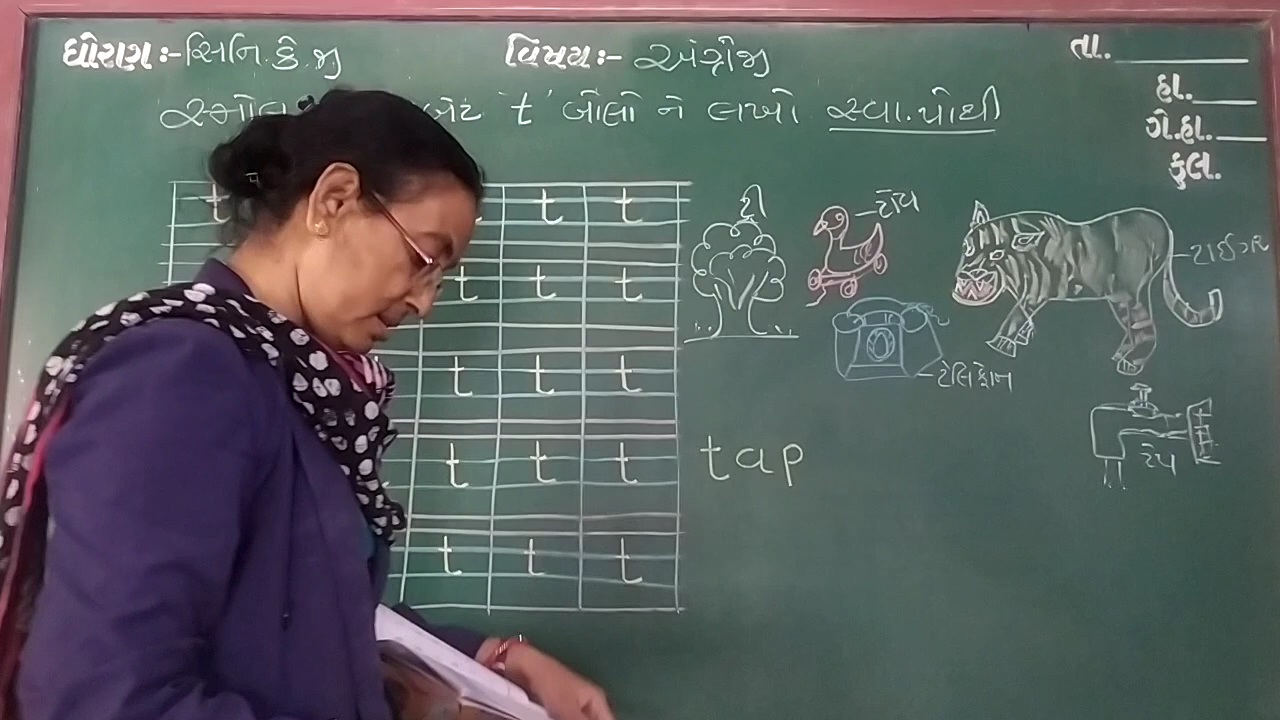 ધોરણ:- સિનિ.કે.જી વિષય:- અંગ્રેજી તા.
હા.
ગે.હા.
કુલ.
સ્મોલ 't' બોલો ને લખો સ્વા.પોથી
t t t
t t t
t t t
t t t
t t t
ટ્રી
ટોય
ટાઈગર
ટેલિફોન
ટેપ
tap